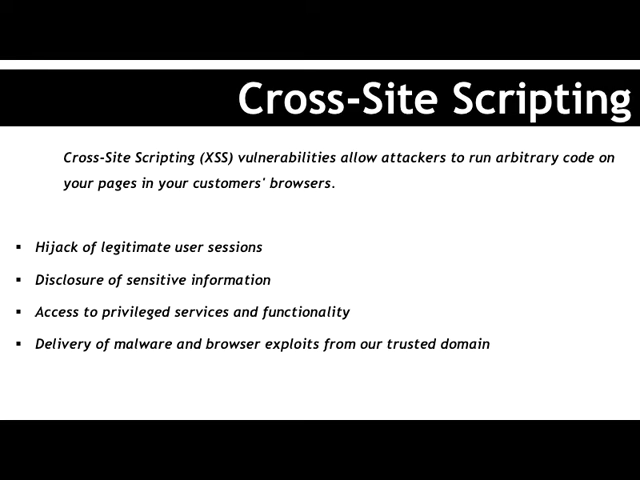 Cross-Site Scripting
Cross-Site Scripting (XSS) vulnerabilities allow attackers to run arbitrary code on
your pages in your customers' browsers.
▪ Hijack of legitimate user sessions
▪ Disclosure of sensitive information
▪ Access to privileged services and functionality
▪ Delivery of malware and browser exploits from our trusted domain